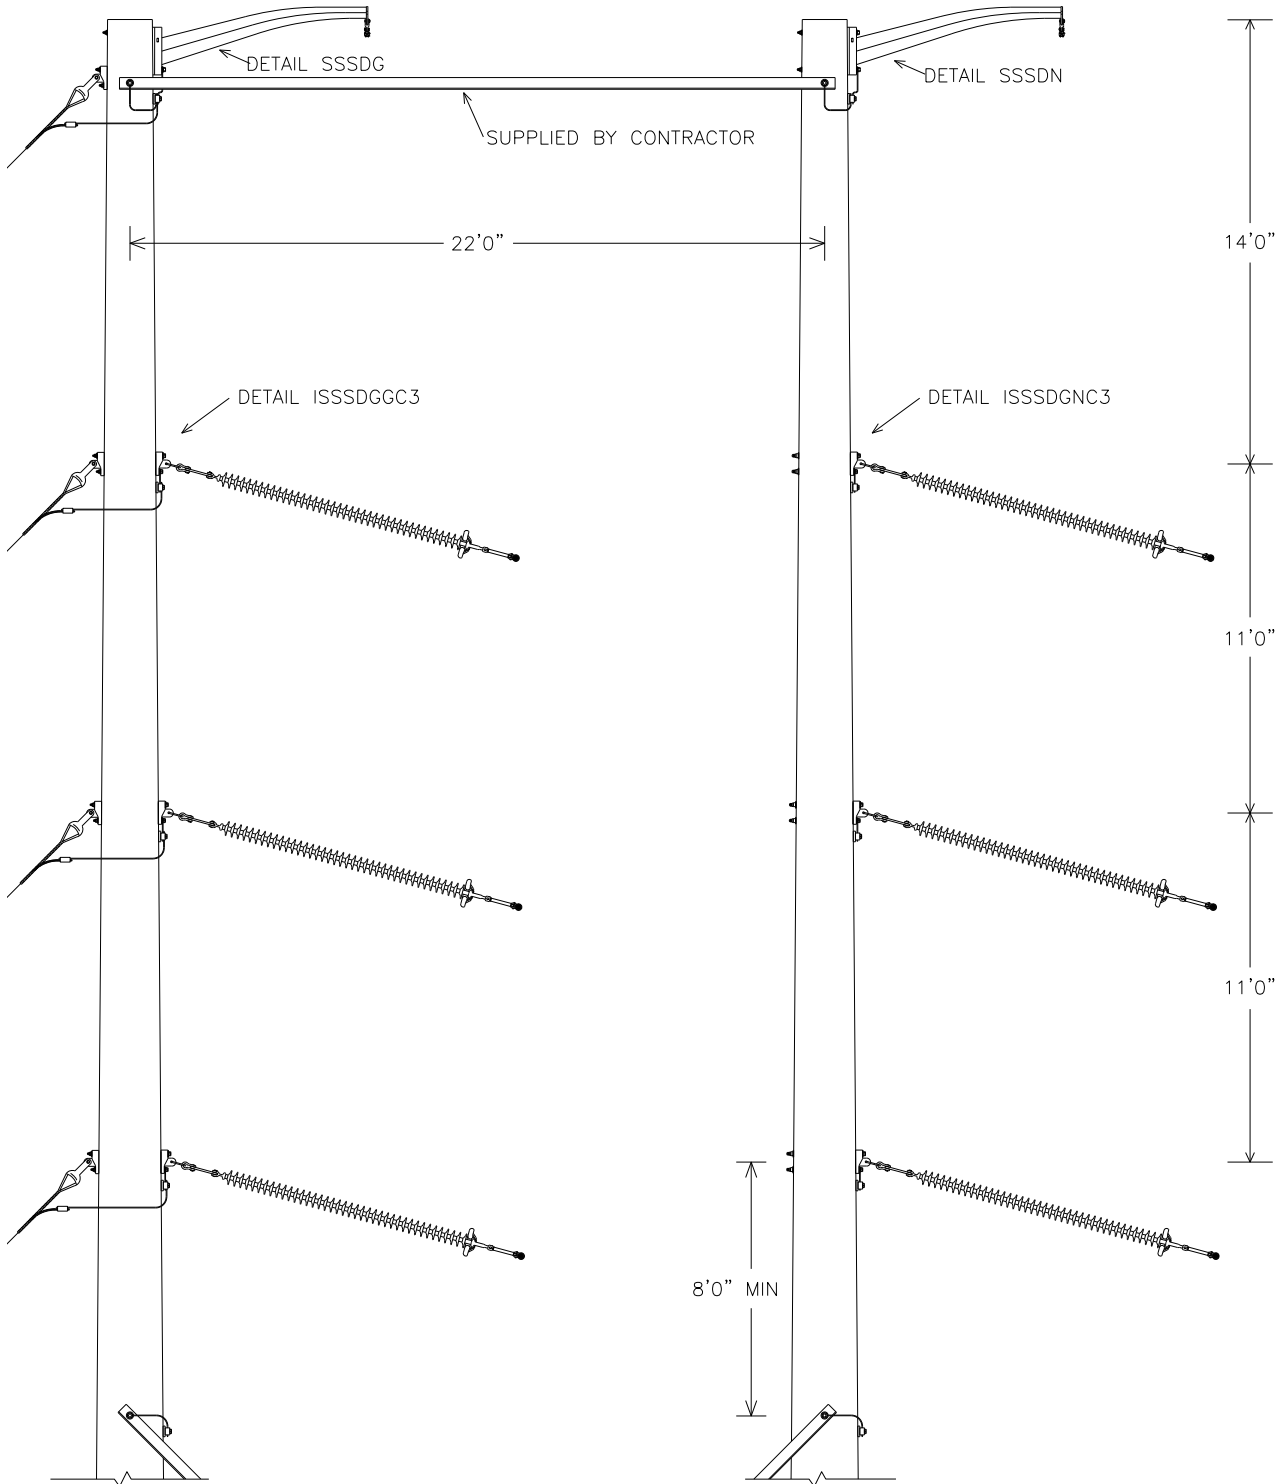 DETAIL SSSDG
DETAIL SSSDN
SUPPLIED BY CONTRACTOR
22'0"
14'0"
DETAIL ISSSDGGC3
DETAIL ISSSDGNC3
11'0"
11'0"
8'0" MIN